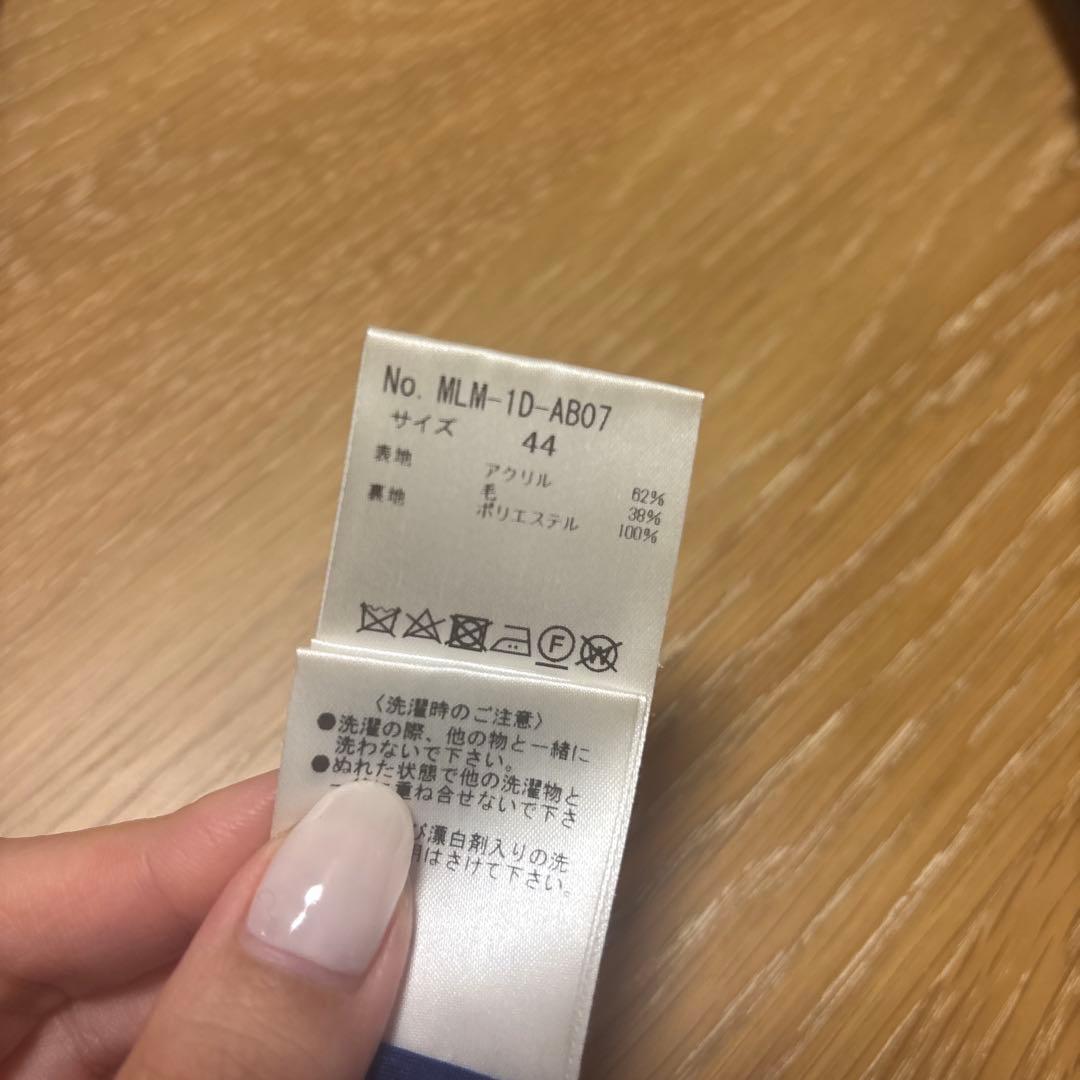 No. MLM-1D-AB07
サイズ 44
表地 アクリル 62%
毛 38%
裏地 ポリエステル 100%
F W
〈洗濯時のご注意〉
●洗濯の際、他の物と一緒に
洗わないで下さい。
●ぬれた状態で他の洗濯物と
重ね合せないで下さ
び漂白剤入りの洗
用はさけて下さい。